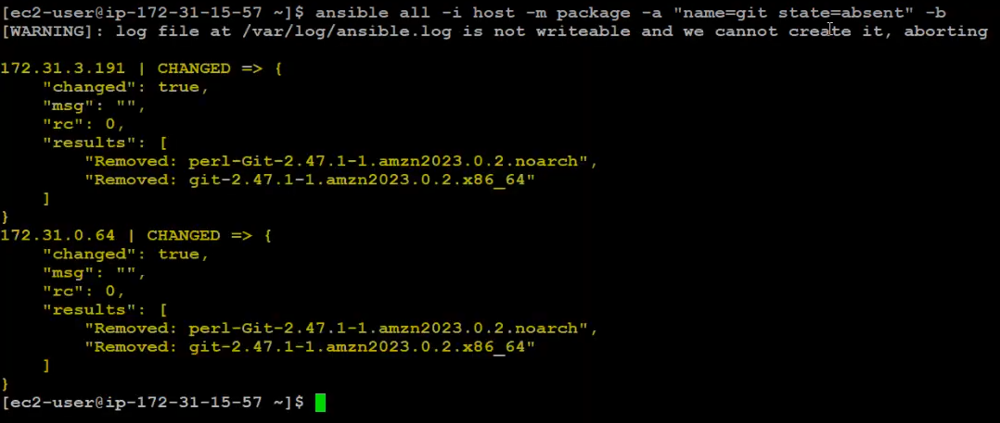 [ec2-user@ip-172-31-15-57 ~]$ ansible all -i host -m package -a "name=git state=absent" -b
[WARNING]: log file at /var/log/ansible.log is not writeable and we cannot create it, aborting
172.31.3.191 | CHANGED => {
    "changed": true,
    "msg": "",
    "rc": 0,
    "results": [
        "Removed: perl-Git-2.47.1-1.amzn2023.0.2.noarch",
        "Removed: git-2.47.1-1.amzn2023.0.2.x86_64"
    ]
}
172.31.0.64 | CHANGED => {
    "changed": true,
    "msg": "",
    "rc": 0,
    "results": [
        "Removed: perl-Git-2.47.1-1.amzn2023.0.2.noarch",
        "Removed: git-2.47.1-1.amzn2023.0.2.x86_64"
    ]
}
[ec2-user@ip-172-31-15-57 ~]$